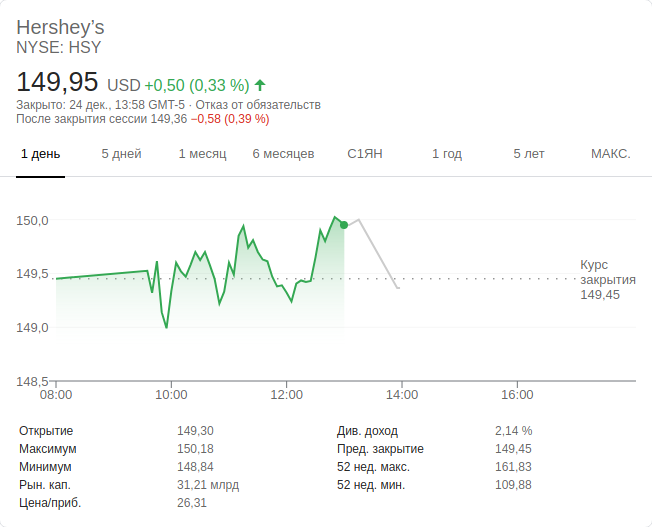 Hershey’s
NYSE: HSY
149,95 USD +0,50 (0,33 %)
Закрыто: 24 дек., 13:58 GMT-5 · Отказ от обязательств
После закрытия сессии 149,36 −0,58 (0,39 %)
1 день 5 дней 1 месяц 6 месяцев С1ЯН 1 год 5 лет МАКС.
150,0
149,5
149,0
148,5
Курс
закрытия
149,45
08:00 10:00 12:00 14:00 16:00
Открытие 149,30 Див. доход 2,14 %
Максимум 150,18 Пред. закрытие 149,45
Минимум 148,84 52 нед. макс. 161,83
Рын. кап. 31,21 млрд 52 нед. мин. 109,88
Цена/приб. 26,31